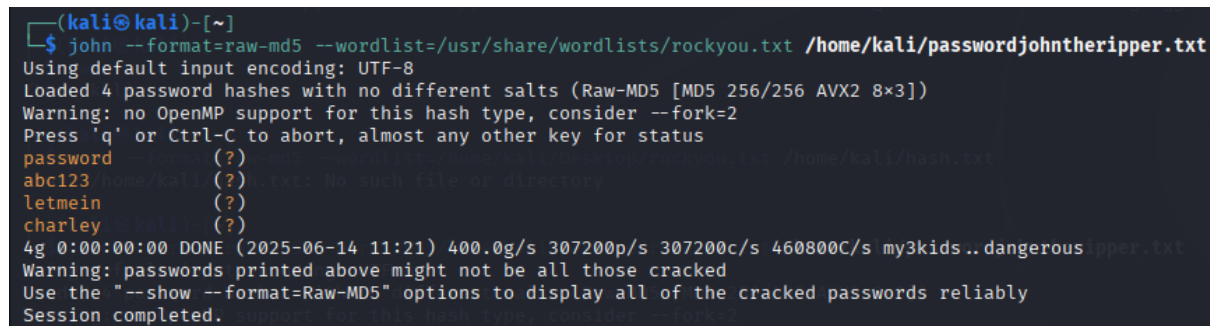 ┌──(kali㉿kali)-[~]
└─$ john --format=raw-md5 --wordlist=/usr/share/wordlists/rockyou.txt /home/kali/passwordjohntheripper.txt
Using default input encoding: UTF-8
Loaded 4 password hashes with no different salts (Raw-MD5 [MD5 256/256 AVX2 8×3])
Warning: no OpenMP support for this hash type, consider --fork=2
Press 'q' or Ctrl-C to abort, almost any other key for status
password         (?)
abc123           (?)
letmein          (?)
charley          (?)
4g 0:00:00:00 DONE (2025-06-14 11:21) 400.0g/s 307200p/s 307200c/s 460800C/s my3kids..dangerous
Warning: passwords printed above might not be all those cracked
Use the "--show --format=Raw-MD5" options to display all of the cracked passwords reliably
Session completed.